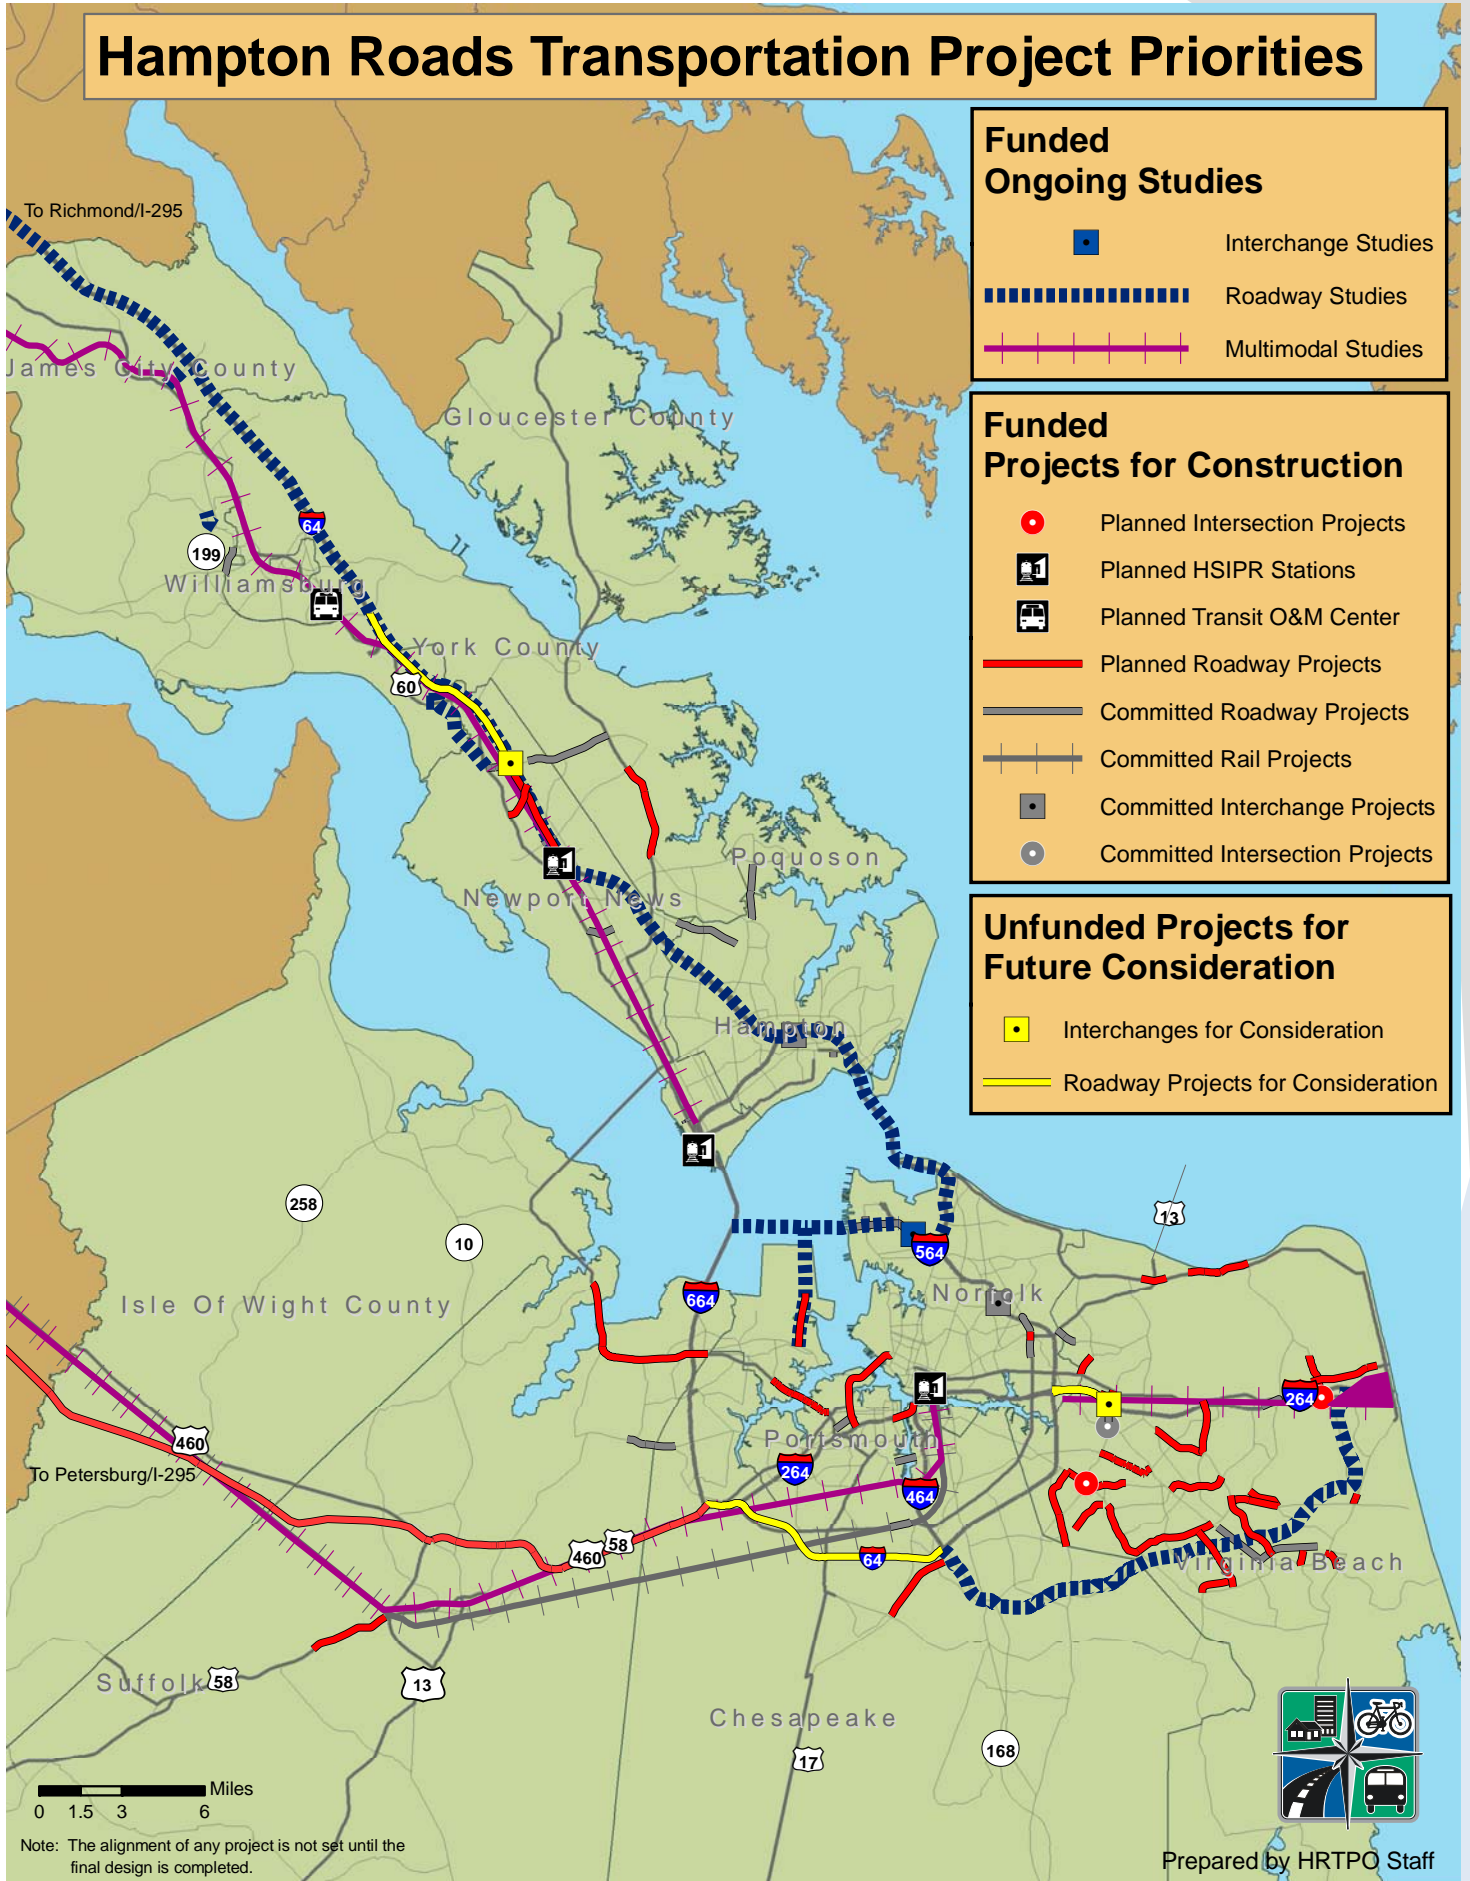 Hampton Roads Transportation Project Priorities
Funded
Ongoing Studies
Interchange Studies
Roadway Studies
Multimodal Studies
Funded
Projects for Construction
Planned Intersection Projects
Planned HSIPR Stations
Planned Transit O&M Center
Planned Roadway Projects
Committed Roadway Projects
Committed Rail Projects
Committed Interchange Projects
Committed Intersection Projects
Unfunded Projects for
Future Consideration
Interchanges for Consideration
Roadway Projects for Consideration
To Richmond/I-295
James City County
Gloucester County
64
199
Williamsburg
York County
60
Poquoson
Newport News
Hampton
258
10
13
564
664
Norfolk
Isle Of Wight County
264
460
Portsmouth
To Petersburg/I-295
264
464
58
460
64
Virginia Beach
Suffolk
58
13
Chesapeake
17
168
Miles
0 1.5 3 6
Note: The alignment of any project is not set until the
final design is completed.
Prepared by HRTPO Staff